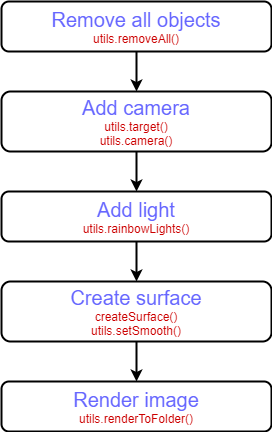 Remove all objects
utils.removeAll()
Add camera
utils.target()
utils.camera()
Add light
utils.rainbowLights()
Create surface
createSurface()
utils.setSmooth()
Render image
utils.renderToFolder()